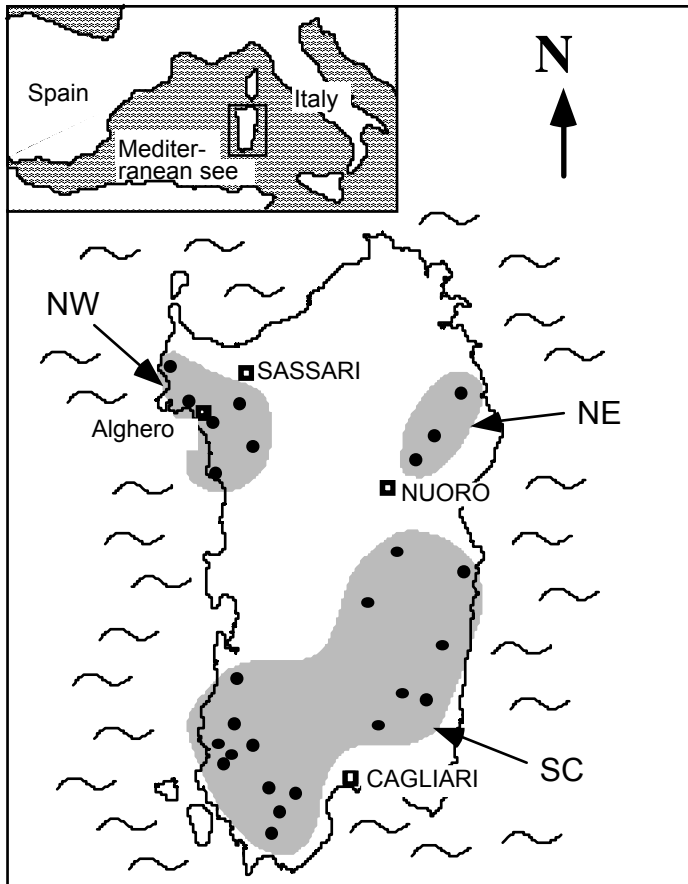 Spain
Italy
Mediter-
ranean see
N
NW
SASSARI
Alghero
NE
NUORO
SC
CAGLIARI